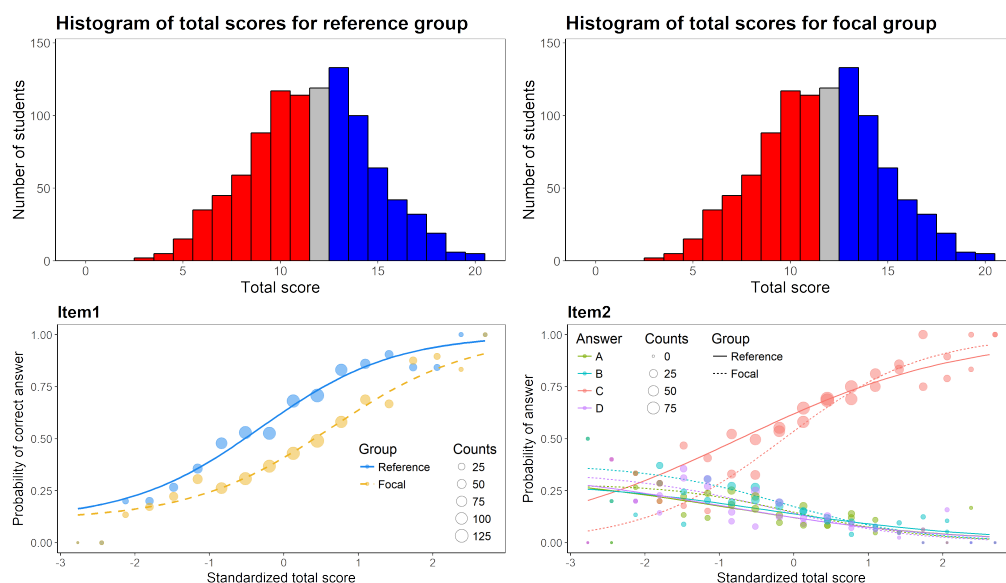 Histogram of total scores for reference group
150
100
50
0
Number of students
0 5 10 15 20
Total score
Histogram of total scores for focal group
150
100
50
0
Number of students
0 5 10 15 20
Total score
Item1
1.00
0.75
0.50
0.25
0.00
Probability of correct answer
Group
Reference
Focal
Counts
25
50
75
100
125
-3 -2 -1 0 1 2
Standardized total score
Item2
1.00
0.75
0.50
0.25
0.00
Probability of answer
Answer
A
B
C
D
Counts
0
25
50
75
Group
Reference
Focal
-3 -2 -1 0 1 2
Standardized total score